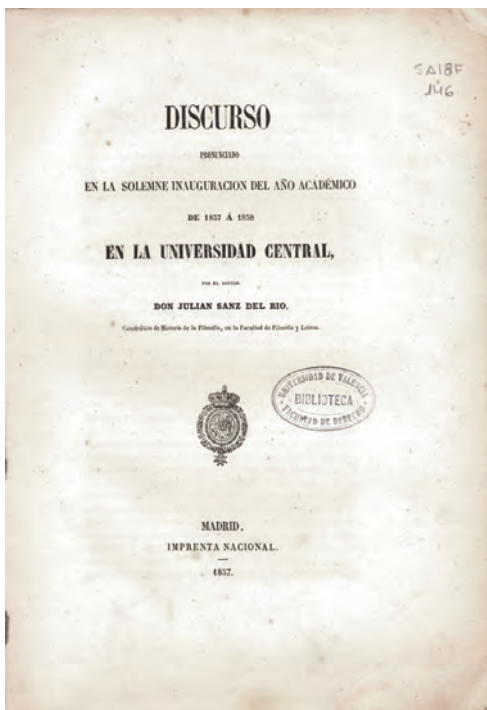 SA18F
146
DISCURSO
PRONUNCIADO
EN LA SOLEMNE INAUGURACION DEL AÑO ACADÉMICO
DE 1857 Á 1858
EN LA UNIVERSIDAD CENTRAL,
POR EL DOCTOR
DON JULIAN SANZ DEL RIO,
Catedrático de Historia de la Filosofía, en la Facultad de Filosofía y Letras.
UNIVERSIDAD DE VALENCIA
BIBLIOTECA
FACULTAD DE DERECHO
MADRID,
IMPRENTA NACIONAL.
1857.